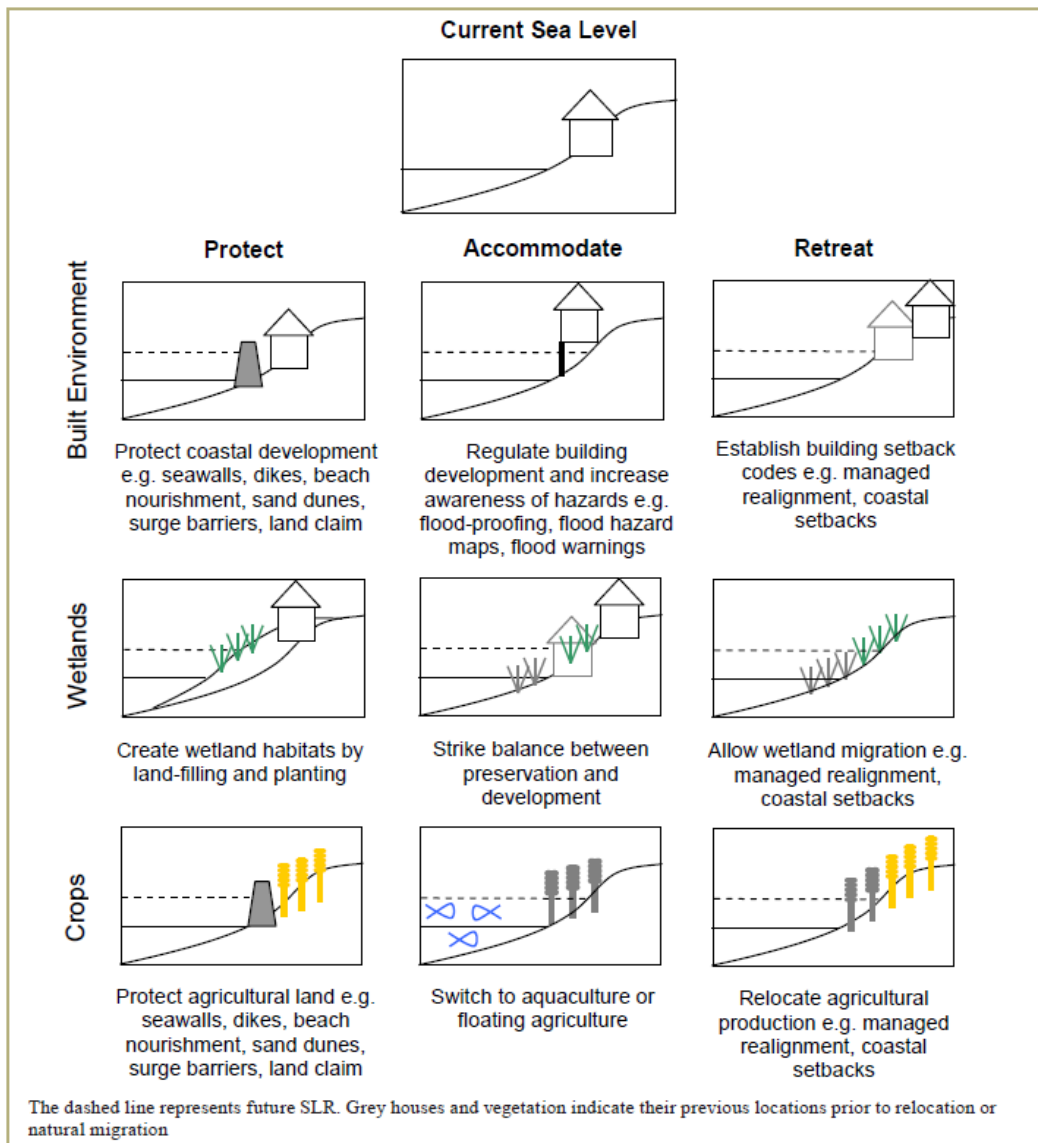 Current Sea Level
Protect
Accommodate
Retreat
Built Environment
Protect coastal development
e.g. seawalls, dikes, beach
nourishment, sand dunes,
surge barriers, land claim
Regulate building
development and increase
awareness of hazards e.g.
flood-proofing, flood hazard
maps, flood warnings
Establish building setback
codes e.g. managed
realignment, coastal
setbacks
Wetlands
Create wetland habitats by
land-filling and planting
Strike balance between
preservation and
development
Allow wetland migration e.g.
managed realignment,
coastal setbacks
Crops
Protect agricultural land e.g.
seawalls, dikes, beach
nourishment, sand dunes,
surge barriers, land claim
Switch to aquaculture or
floating agriculture
Relocate agricultural
production e.g. managed
realignment, coastal
setbacks
The dashed line represents future SLR. Grey houses and vegetation indicate their previous locations prior to relocation or
natural migration